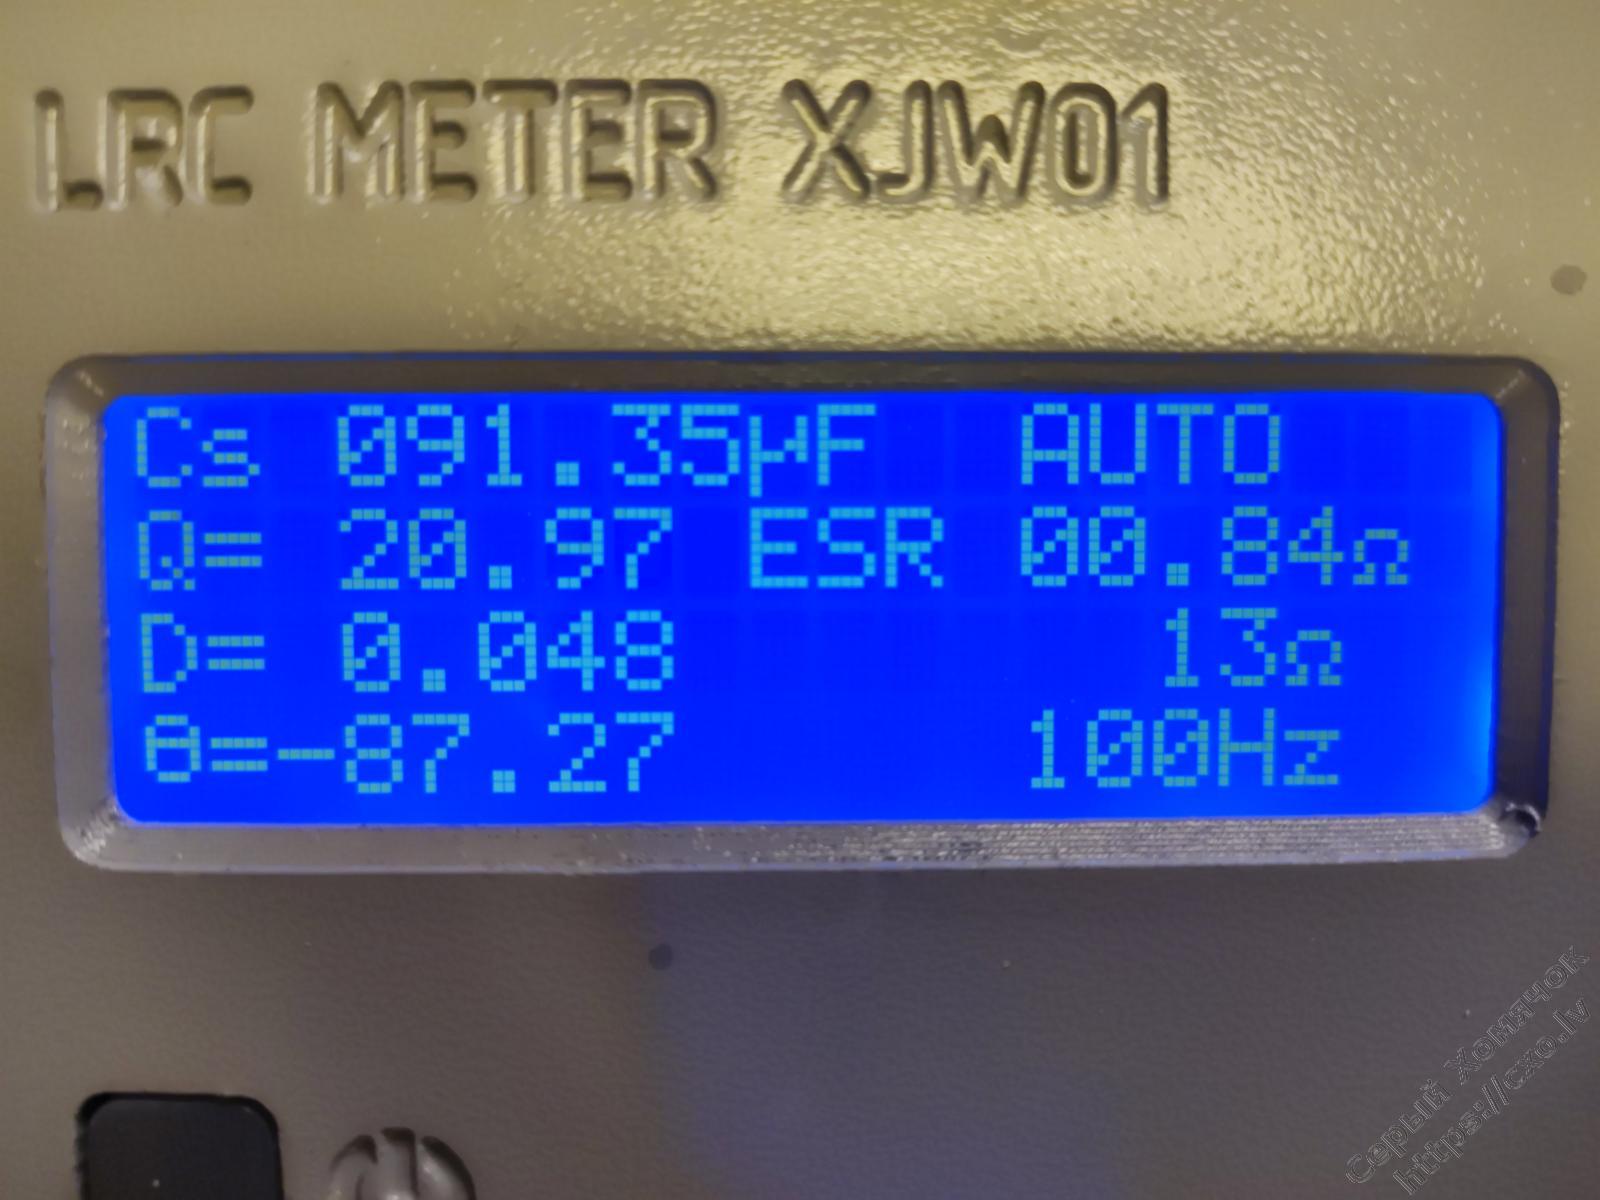 LRC METER XJW01
Cs 091.35µF AUTO
Q= 20.97 ESR 00.84Ω
D= 0.048 13Ω
θ=-87.27 100Hz
Серый Хомячок
https://cxo.lv